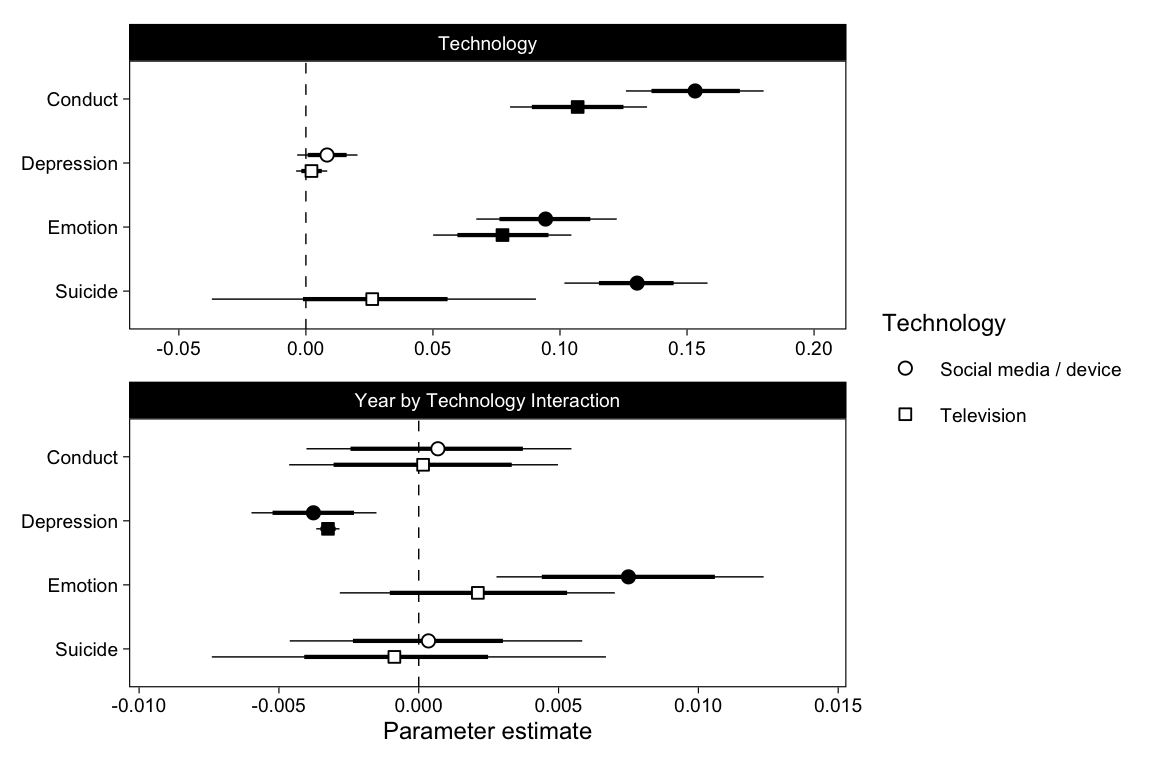 Technology
Conduct
Depression
Emotion
Suicide
-0.05 0.00 0.05 0.10 0.15 0.20
Year by Technology Interaction
Conduct
Depression
Emotion
Suicide
-0.010 -0.005 0.000 0.005 0.010 0.015
Parameter estimate
Technology
Social media / device
Television